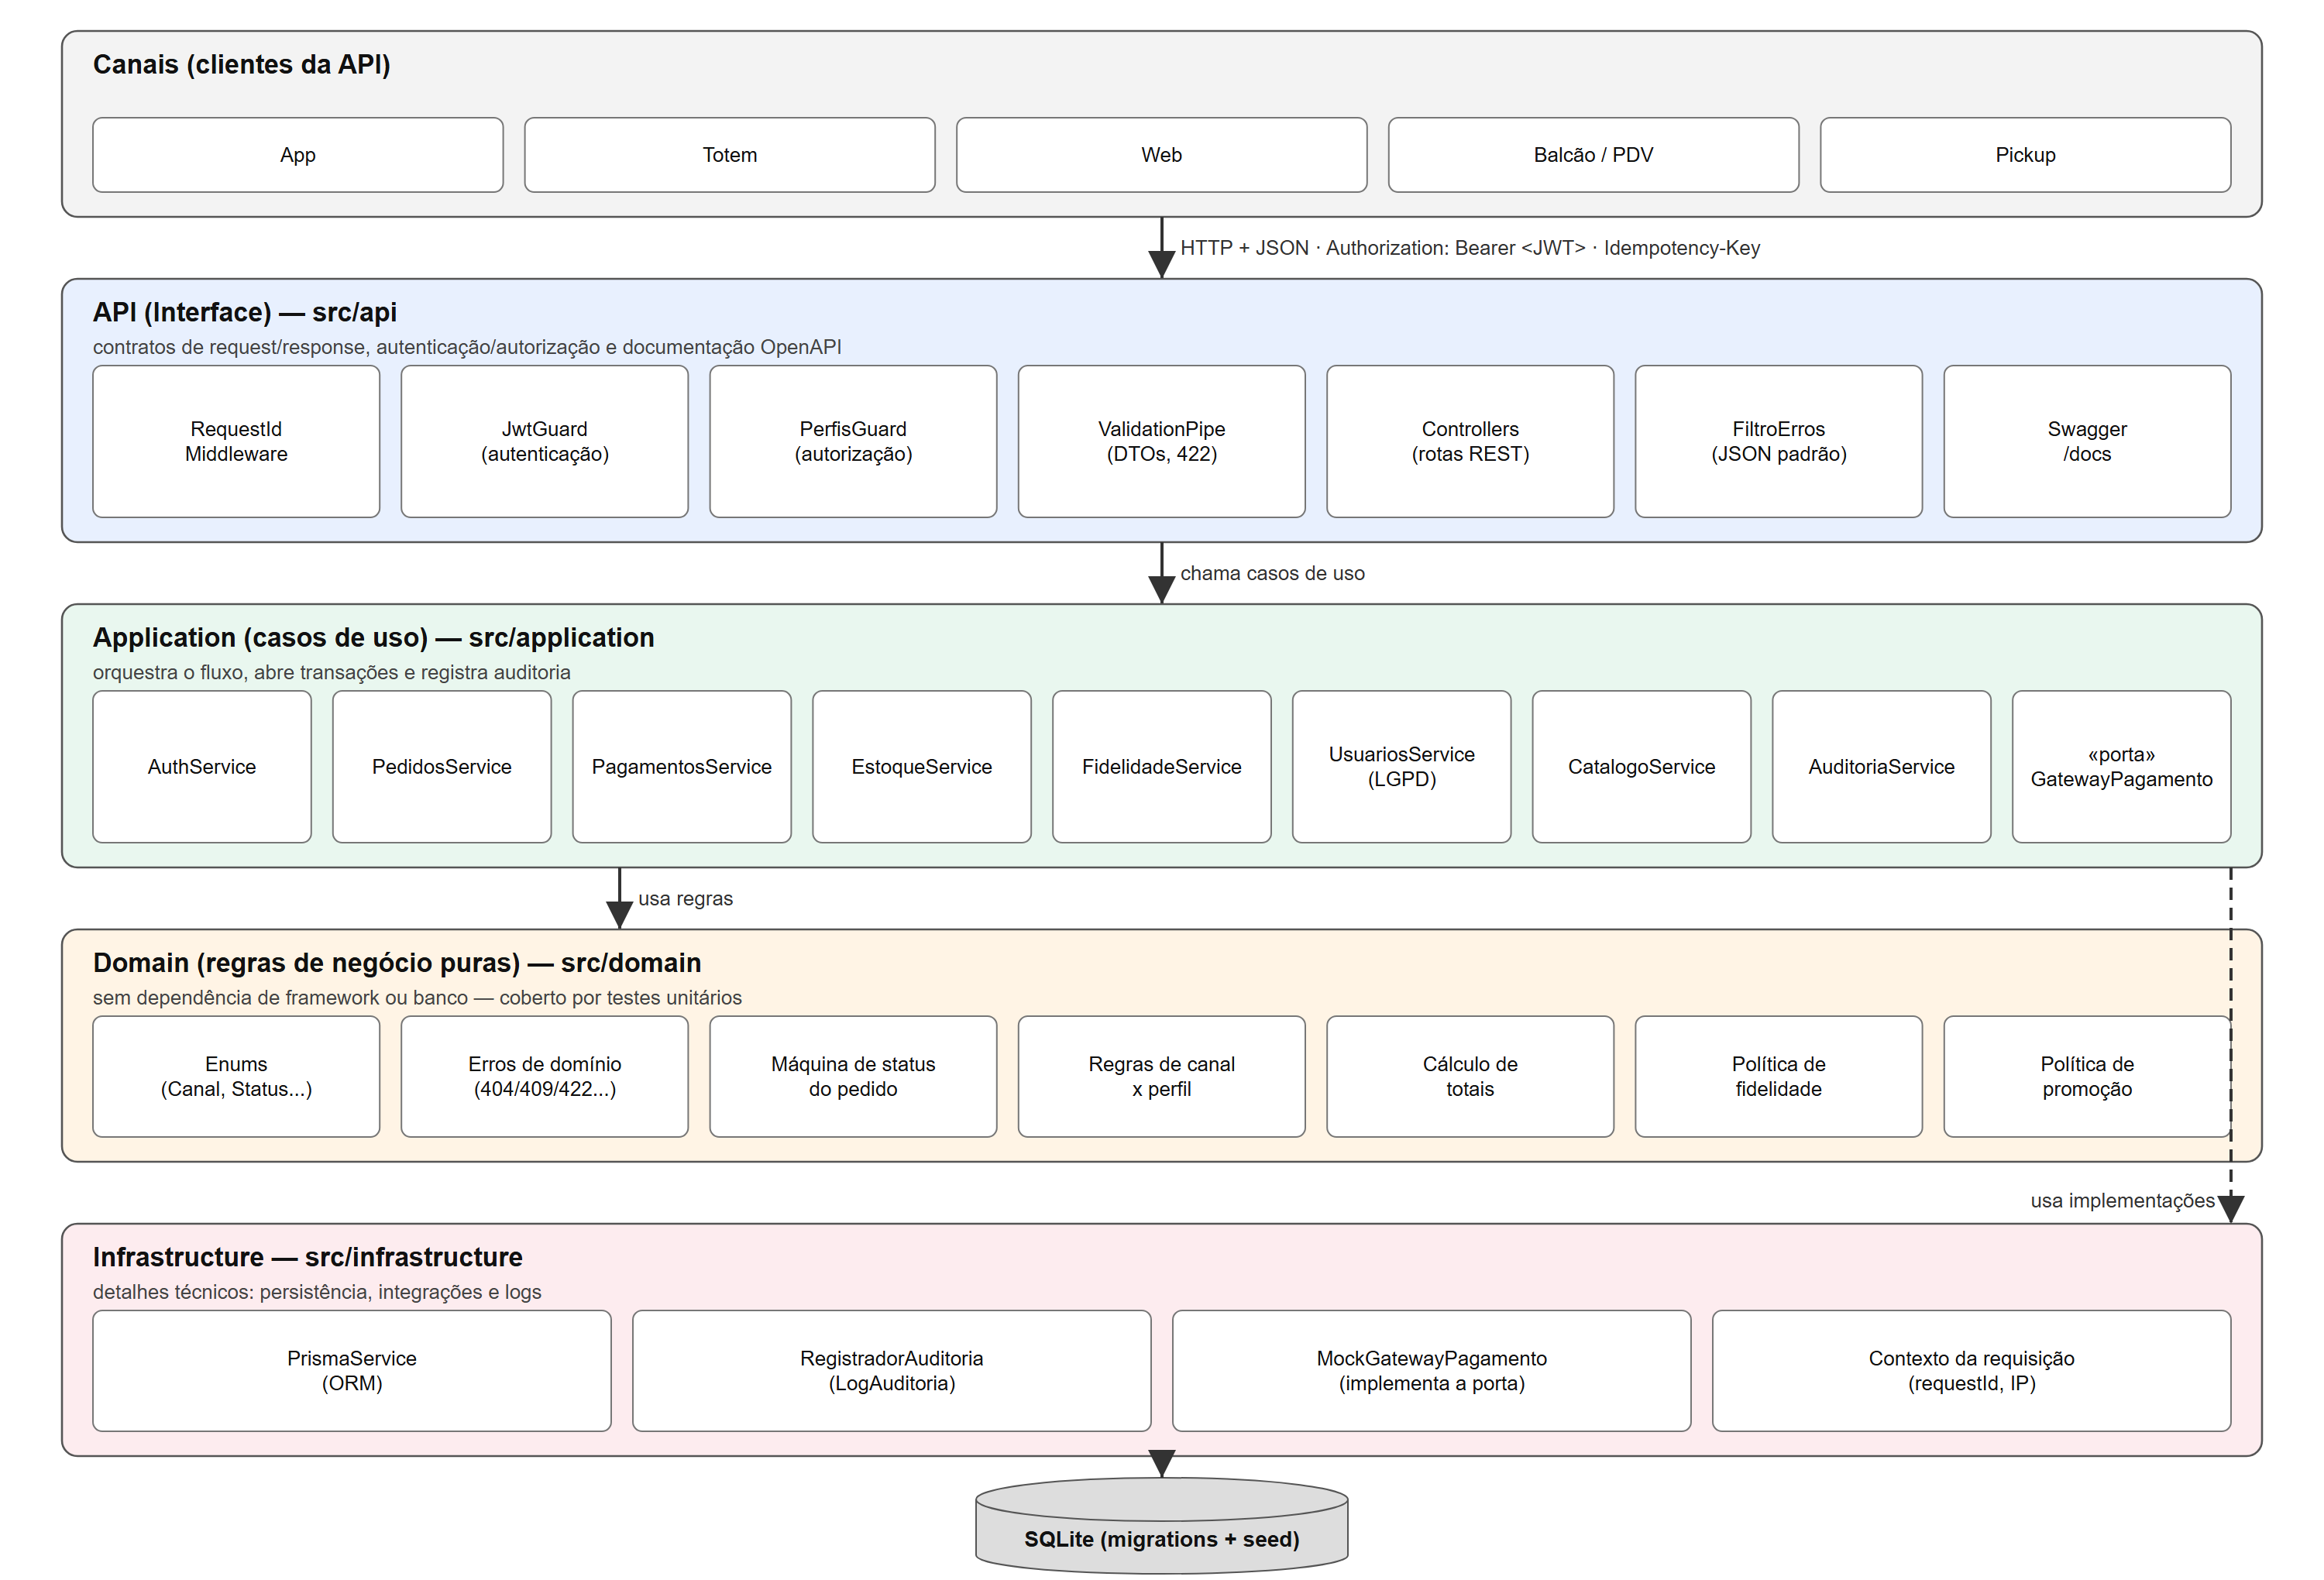 Canais (clientes da API)
App
Totem
Web
Balcão / PDV
Pickup
HTTP + JSON · Authorization: Bearer <JWT> · Idempotency-Key
API (Interface) — src/api
contratos de request/response, autenticação/autorização e documentação OpenAPI
RequestId
Middleware
JwtGuard
(autenticação)
PerfisGuard
(autorização)
ValidationPipe
(DTOs, 422)
Controllers
(rotas REST)
FiltroErros
(JSON padrão)
Swagger
/docs
chama casos de uso
Application (casos de uso) — src/application
orquestra o fluxo, abre transações e registra auditoria
AuthService
PedidosService
PagamentosService
EstoqueService
FidelidadeService
UsuariosService
(LGPD)
CatalogoService
AuditoriaService
«porta»
GatewayPagamento
usa regras
Domain (regras de negócio puras) — src/domain
sem dependência de framework ou banco — coberto por testes unitários
Enums
(Canal, Status...)
Erros de domínio
(404/409/422...)
Máquina de status
do pedido
Regras de canal
x perfil
Cálculo de
totais
Política de
fidelidade
Política de
promoção
usa implementações
Infrastructure — src/infrastructure
detalhes técnicos: persistência, integrações e logs
PrismaService
(ORM)
RegistradorAuditoria
(LogAuditoria)
MockGatewayPagamento
(implementa a porta)
Contexto da requisição
(requestId, IP)
SQLite (migrations + seed)